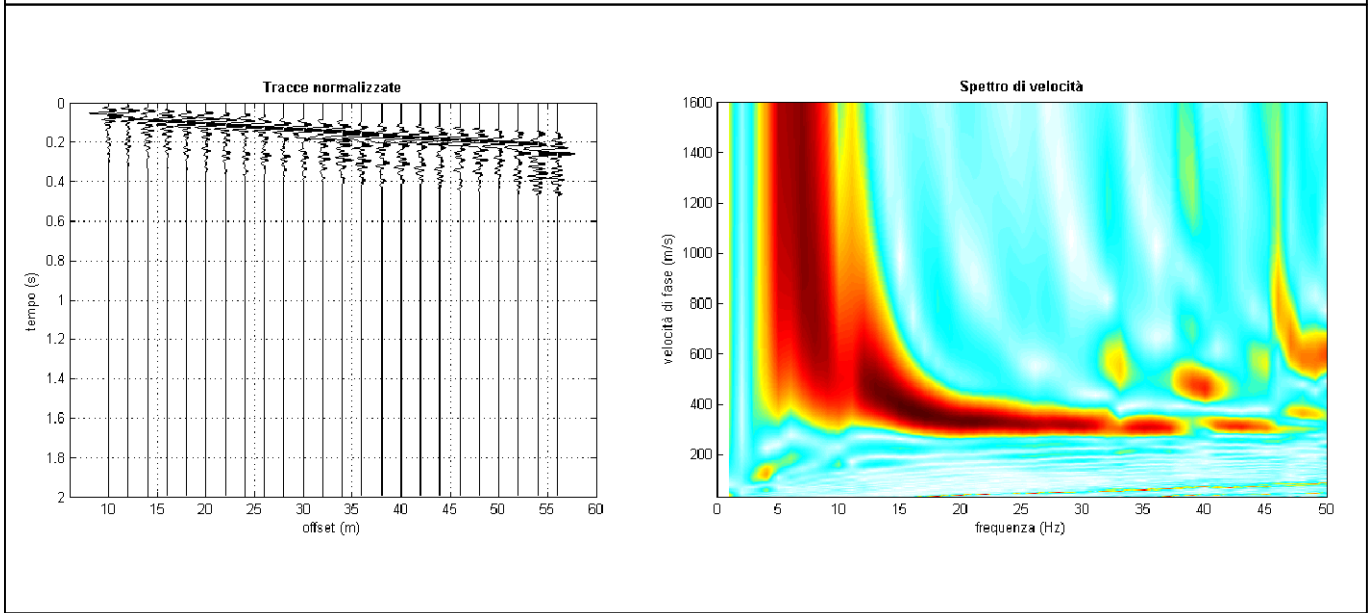 Tracce normalizzate
0
0.2
0.4
0.6
0.8
1
1.2
1.4
1.6
1.8
2
tempo (s)
10 15 20 25 30 35 40 45 50 55 60
offset (m)
Spettro di velocità
1600
1400
1200
1000
800
600
400
200
velocità di fase (m/s)
0 5 10 15 20 25 30 35 40 45 50
frequenza (Hz)